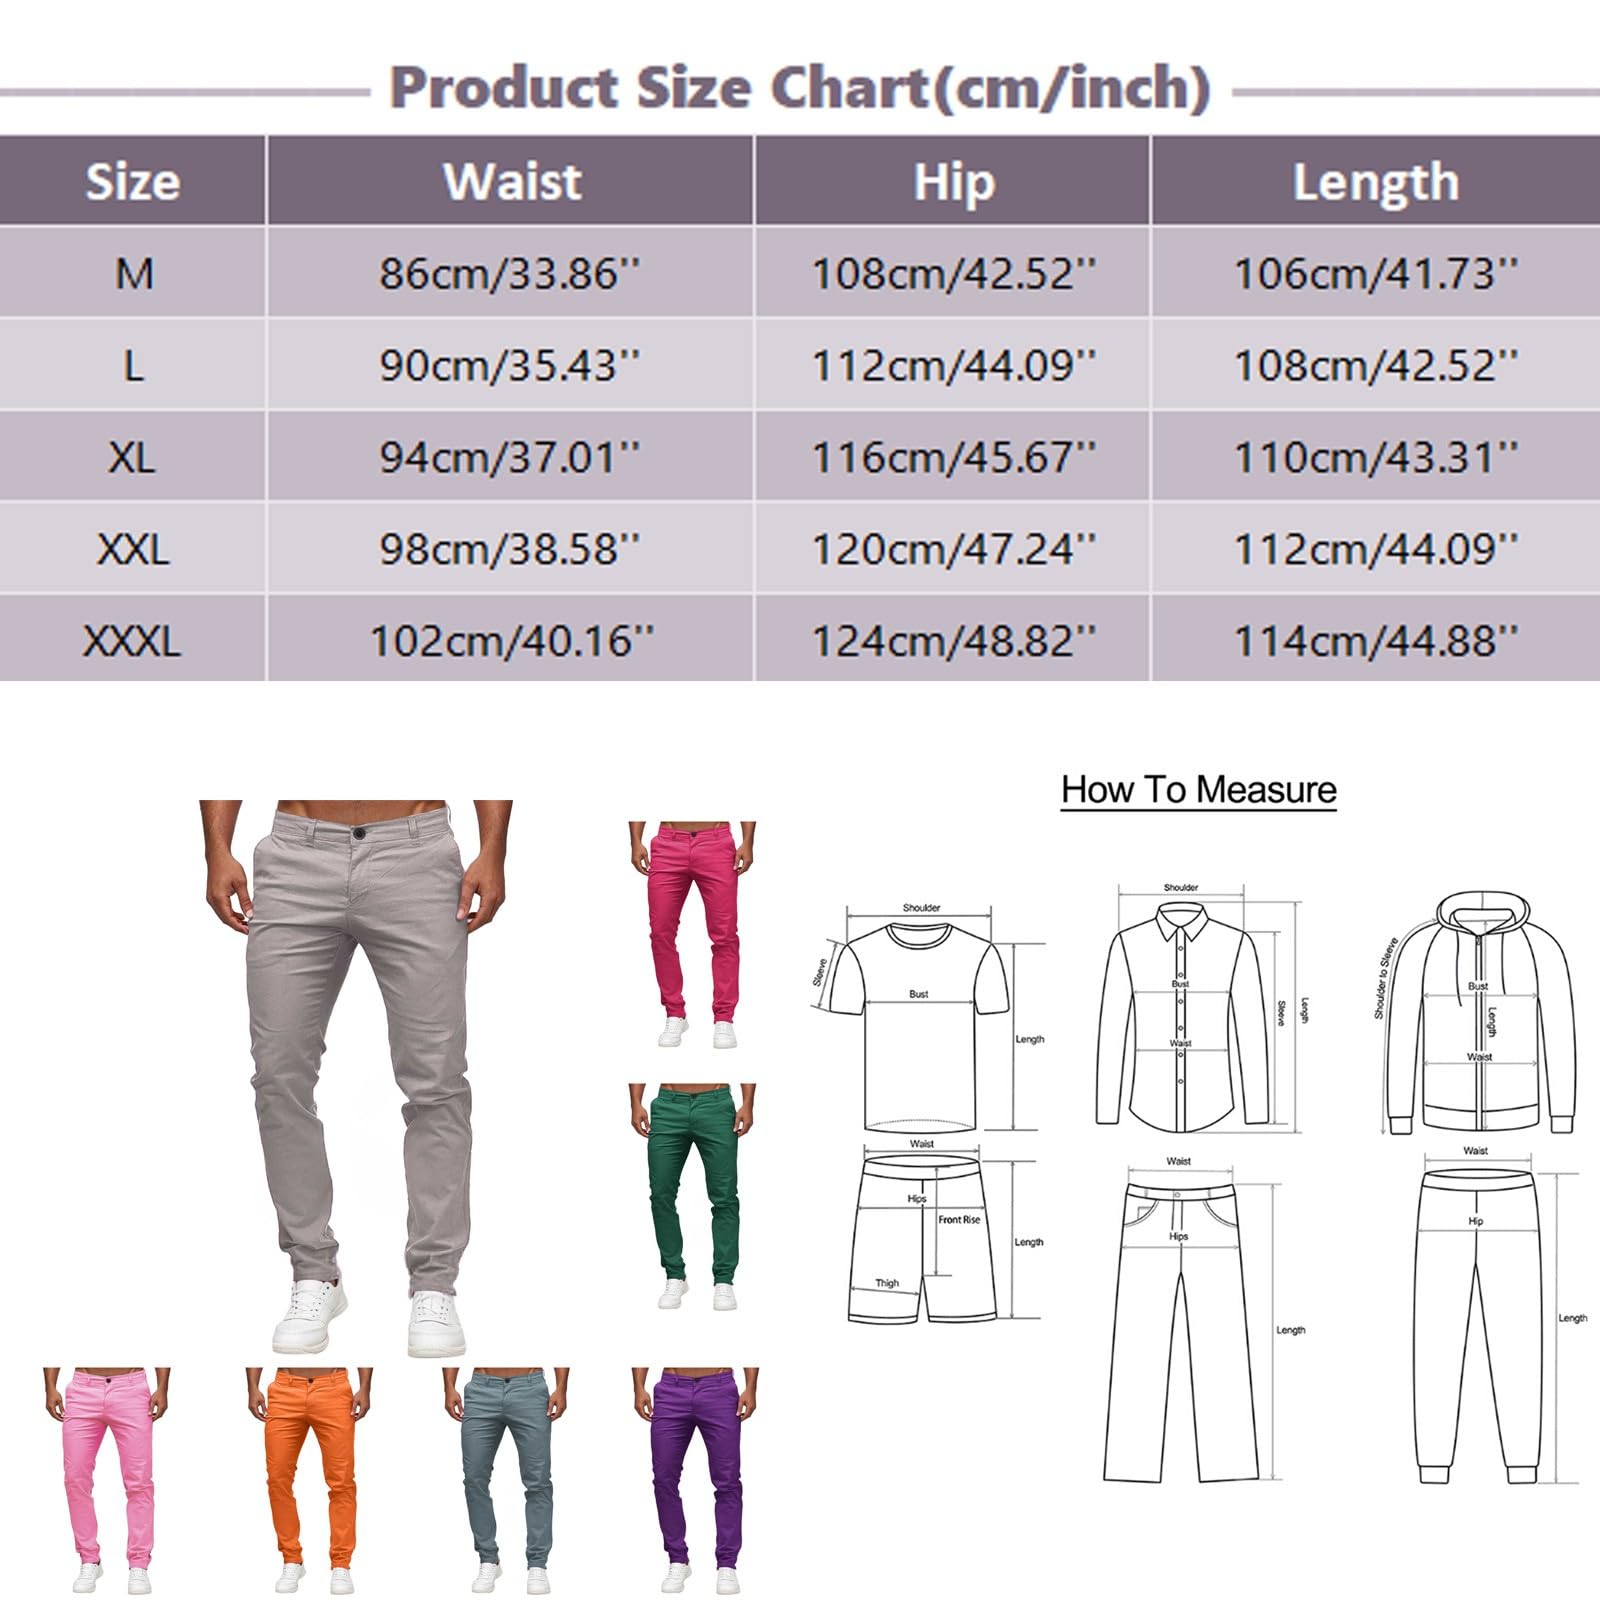 Product Size Chart(cm/inch)
Size Waist Hip Length
M 86cm/33.86'' 108cm/42.52'' 106cm/41.73''
L 90cm/35.43'' 112cm/44.09'' 108cm/42.52''
XL 94cm/37.01'' 116cm/45.67'' 110cm/43.31''
XXL 98cm/38.58'' 120cm/47.24'' 112cm/44.09''
XXXL 102cm/40.16'' 124cm/48.82'' 114cm/44.88''
How To Measure
Shoulder
Sleeve
Bust
Length
Shoulder
Bust
Waist
Sleeve
Length
Shoulder to Sleeve
Bust
Length
Waist
Waist
Hips
Front Rise
Thigh
Length
Waist
Hips
Length
Waist
Hip
Length